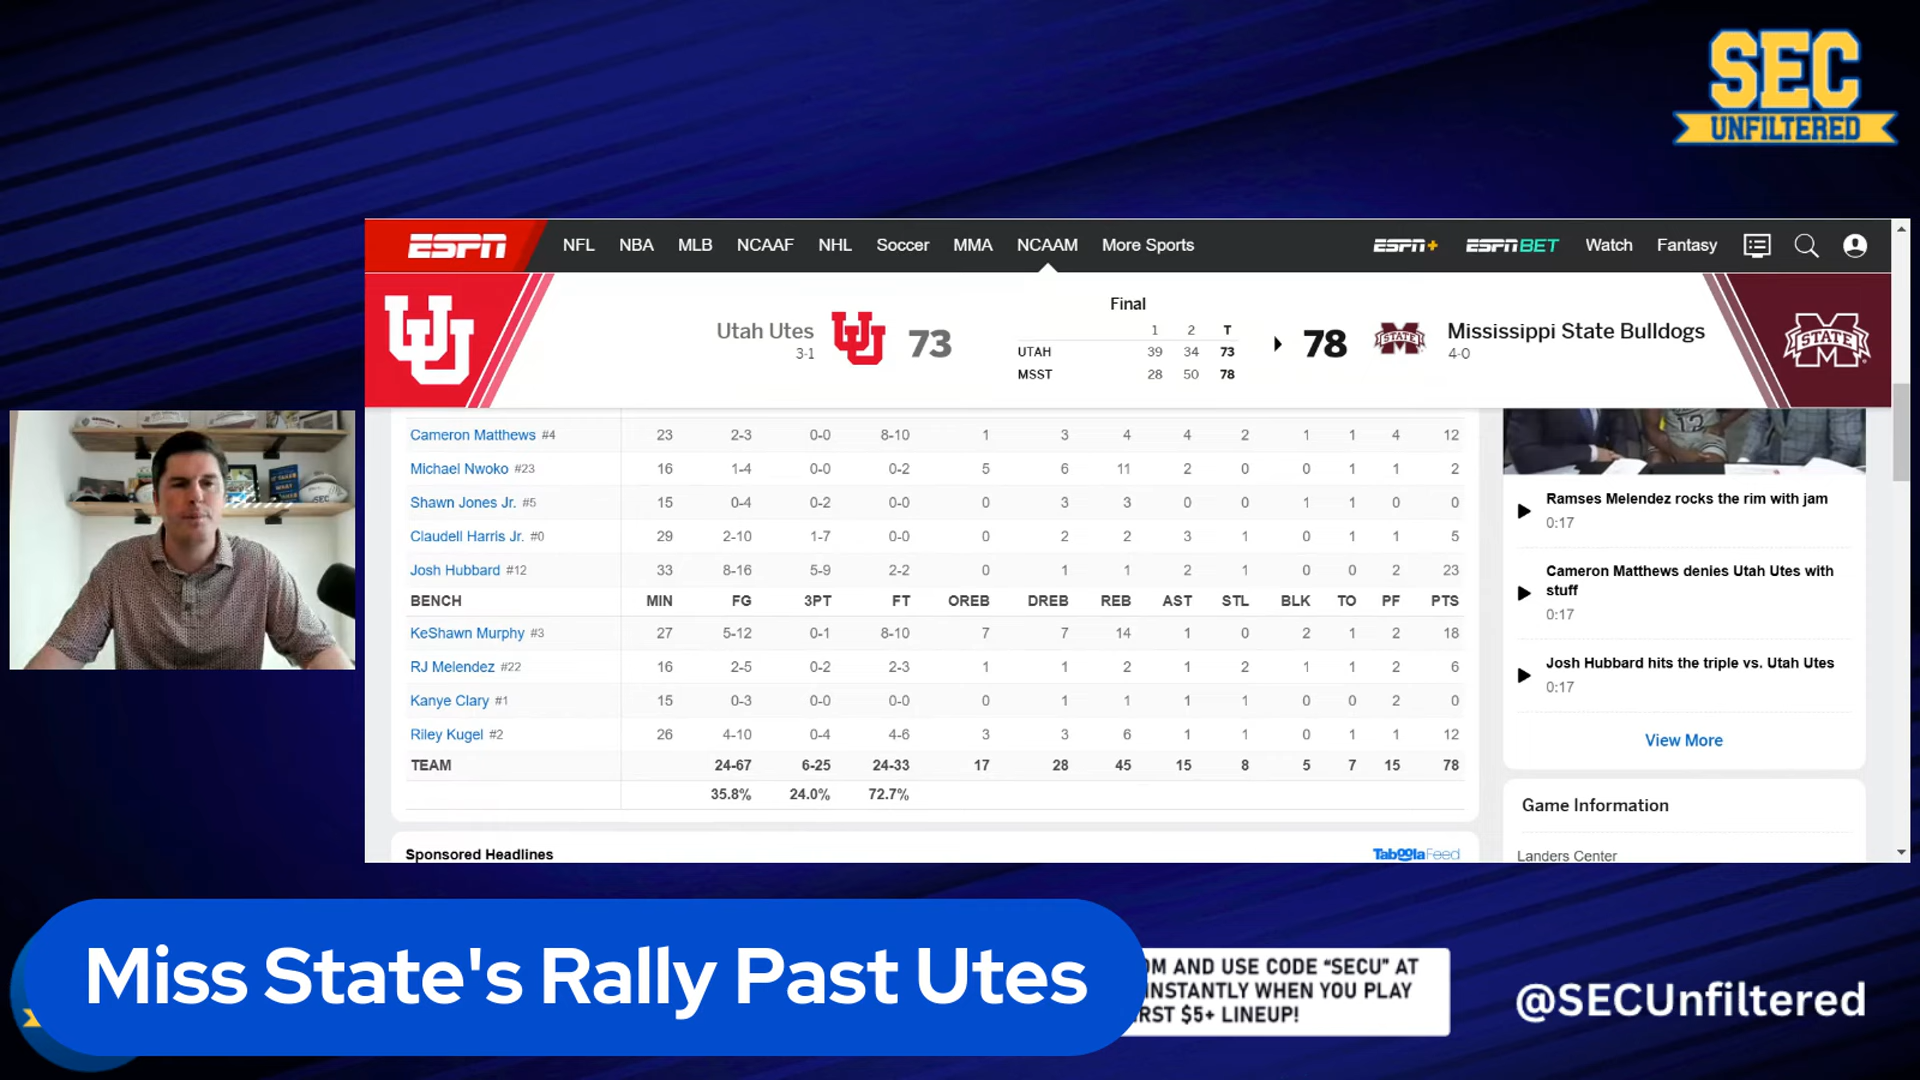 SEC
UNFILTERED
ESPN NFL NBA MLB NCAAF NHL Soccer MMA NCAAM More Sports ESPN+ ESPN BET Watch Fantasy
Utah Utes
3-1
73
Final
1 2 T
UTAH 39 34 73
MSST 28 50 78
78
STATE
Mississippi State Bulldogs
4-0
STATE
Cameron Matthews #4 23 2-3 0-0 8-10 1 3 4 4 2 1 1 4 12
Michael Nwoko #23 16 1-4 0-0 0-2 5 6 11 2 0 0 1 1 2
Shawn Jones Jr. #5 15 0-4 0-2 0-0 0 3 3 0 0 1 1 0 0
Claudell Harris Jr. #0 29 2-10 1-7 0-0 0 2 2 3 1 0 1 1 5
Josh Hubbard #12 33 8-16 5-9 2-2 0 1 1 2 1 0 0 2 23
BENCH MIN FG 3PT FT OREB DREB REB AST STL BLK TO PF PTS
KeShawn Murphy #3 27 5-12 0-1 8-10 7 7 14 1 0 2 1 2 18
RJ Melendez #22 16 2-5 0-2 2-3 1 1 2 1 2 1 1 2 6
Kanye Clary #1 15 0-3 0-0 0-0 0 1 1 1 1 0 0 2 0
Riley Kugel #2 26 4-10 0-4 4-6 3 3 6 1 1 0 1 1 12
TEAM 24-67 6-25 24-33 17 28 45 15 8 5 7 15 78
35.8% 24.0% 72.7%
Sponsored Headlines
Taboola Feed
Ramses Melendez rocks the rim with jam
0:17
Cameron Matthews denies Utah Utes with
stuff
0:17
Josh Hubbard hits the triple vs. Utah Utes
0:17
View More
Game Information
Landers Center
Miss State's Rally Past Utes
OM AND USE CODE “SECU” AT
INSTANTLY WHEN YOU PLAY
RST $5+ LINEUP!
@SECUnfiltered